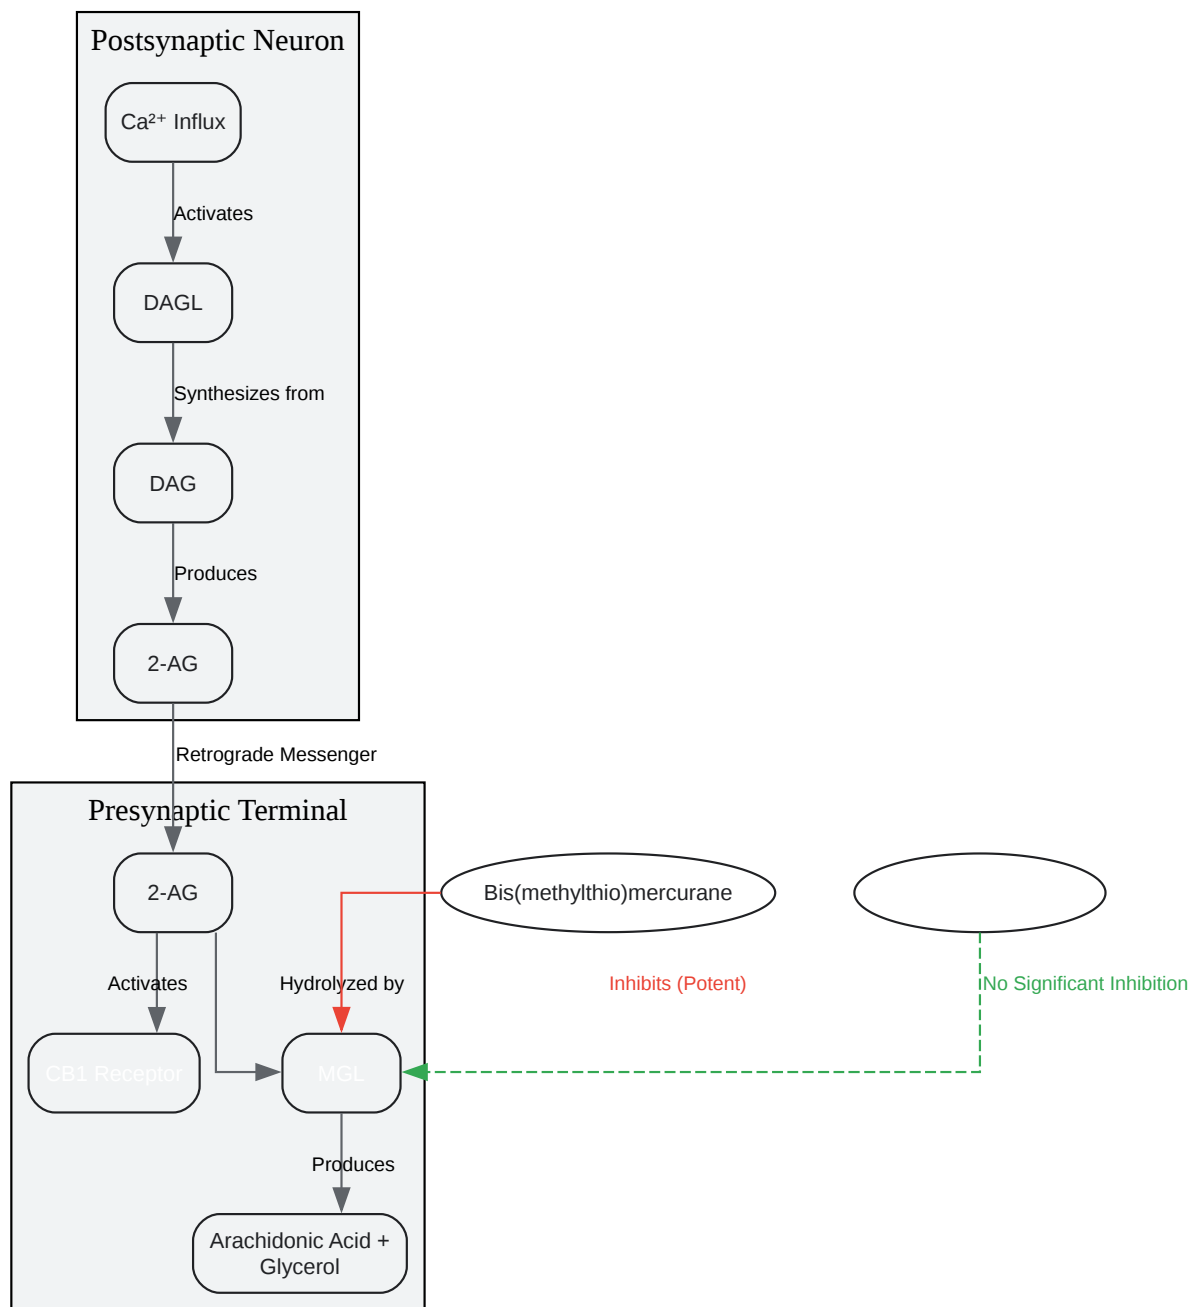 Postsynaptic Neuron
Ca²⁺ Influx
Activates
DAGL
Synthesizes from
DAG
Produces
2-AG
Retrograde Messenger
Presynaptic Terminal
2-AG
Bis(methylthio)mercurane
Activates
Hydrolyzed by
Inhibits (Potent)
No Significant Inhibition
CB1 Receptor
MGL
Produces
Arachidonic Acid +
Glycerol